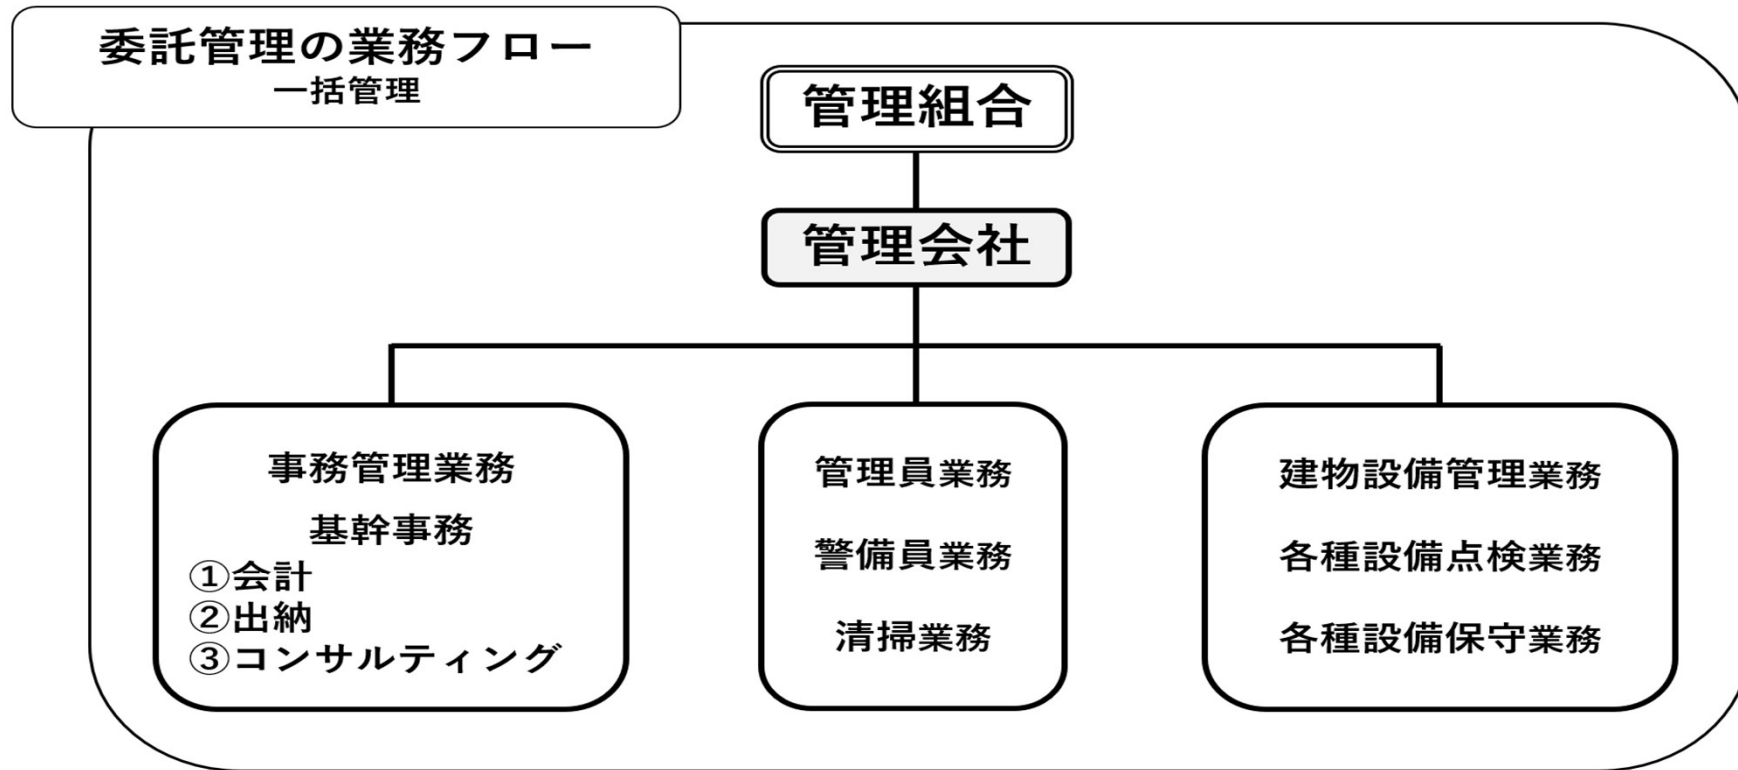 委託管理の業務フロー
一括管理
管理組合
管理会社
事務管理業務
基幹事務
①会計
②出納
③コンサルティング
管理員業務
警備員業務
清掃業務
建物設備管理業務
各種設備点検業務
各種設備保守業務